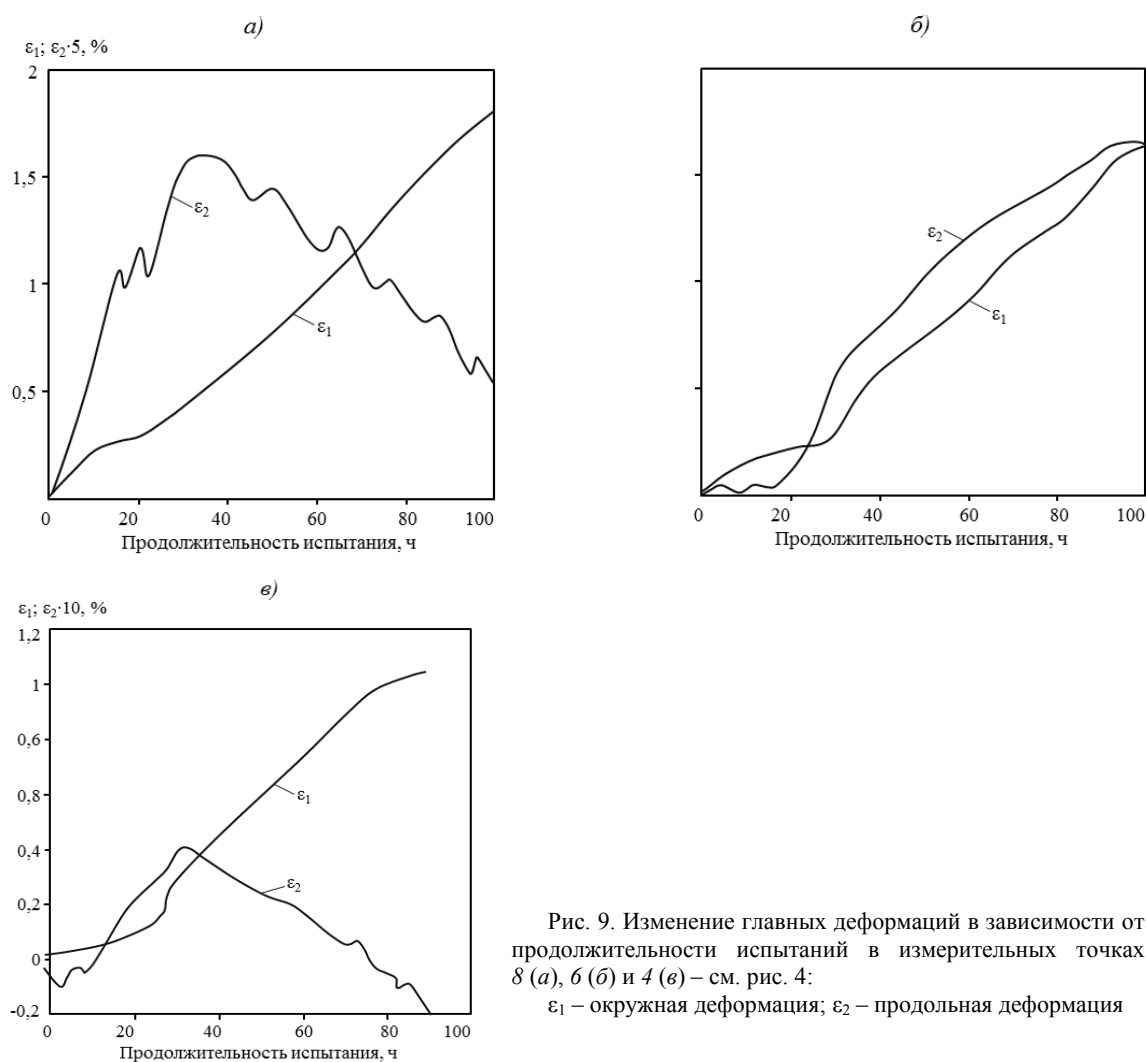 а)
ε₁; ε₂·5, %
2
1,5
1
0,5
ε₂
ε₁
0 20 40 60 80 100
Продолжительность испытания, ч
б)
ε₂
ε₁
0 20 40 60 80 100
Продолжительность испытания, ч
в)
ε₁; ε₂·10, %
1,2
1
0,6
0,8
0,4
0,2
0
-0,2
ε₁
ε₂
0 20 40 60 80 100
Продолжительность испытания, ч
Рис. 9. Изменение главных деформаций в зависимости от
продолжительности испытаний в измерительных точках
8 (а), 6 (б) и 4 (в) – см. рис. 4:
ε₁ – окружная деформация; ε₂ – продольная деформация